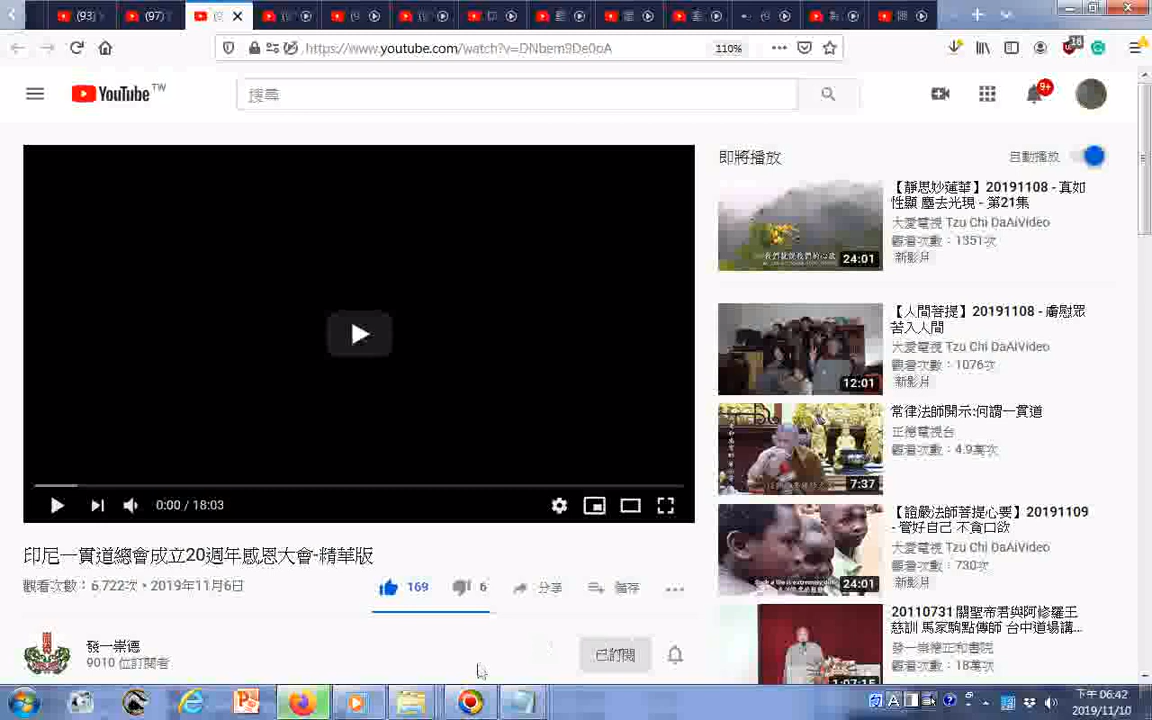 (93)
(97)
https://www.youtube.com/watch?v=DNbem9De0oA
110%
18
YouTube TW
搜尋
9+
即將播放
自動播放
【靜思妙蓮華】20191108 - 真如
性顯 塵去光現 - 第21集
大愛電視 Tzu Chi DaAiVideo
觀看次數：1351次
新影片
24:01
【人間菩提】20191108 - 膚慰眾
苦入人間
大愛電視 Tzu Chi DaAiVideo
觀看次數：1076次
新影片
12:01
常律法師開示:何謂一貫道
正德電視台
觀看次數：4.9萬次
7:37
【證嚴法師菩提心要】20191109
- 管好自己 不貪口欲
大愛電視 Tzu Chi DaAiVideo
觀看次數：730次
新影片
24:01
20110731 關聖帝君與阿修羅王
慈訓 馬家駒點傳師 台中道場講...
發一崇德正和書院
觀看次數：18萬次
1:07:15
0:00 / 18:03
印尼一貫道總會成立20週年感恩大會-精華版
觀看次數：6,722次 • 2019年11月6日
169
6
分享
儲存
發一崇德
9010 位訂閱者
已訂閱
下午 06:42
2019/11/10